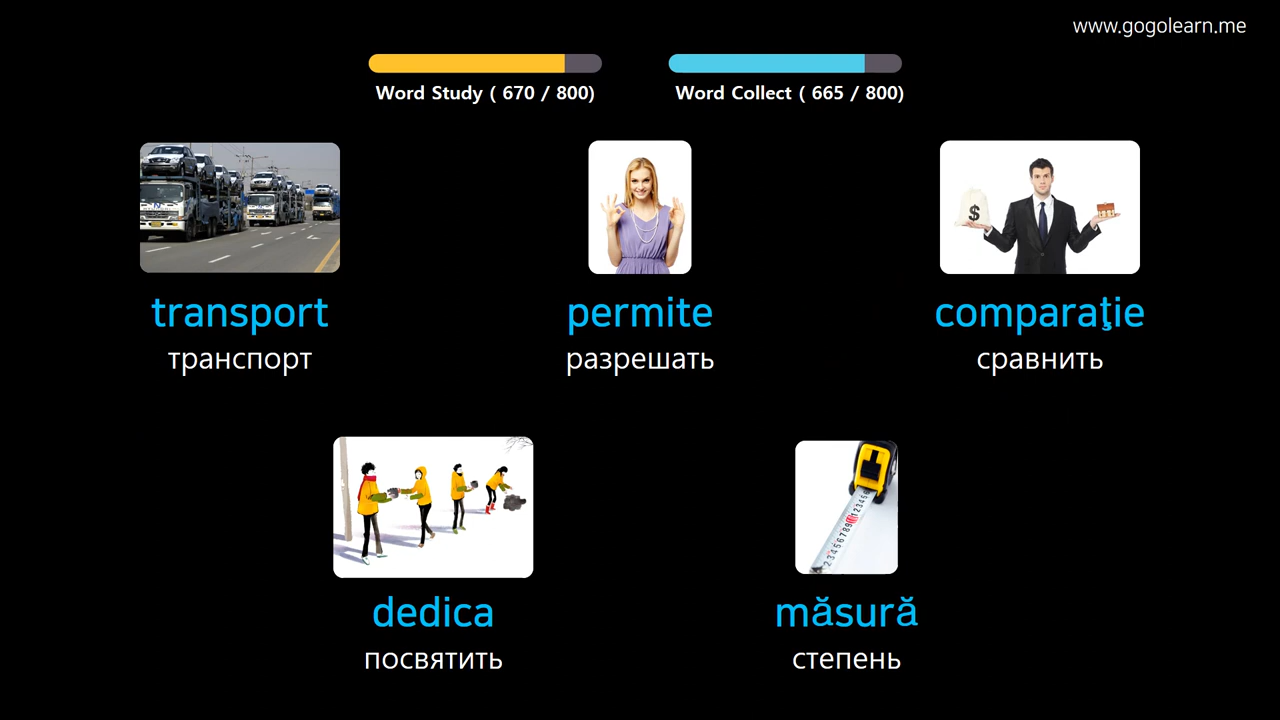 www.gogolearn.me
Word Study ( 670 / 800)
Word Collect ( 665 / 800)
transport
транспорт
permite
разрешать
comparaţie
сравнить
dedica
посвятить
măsură
степень